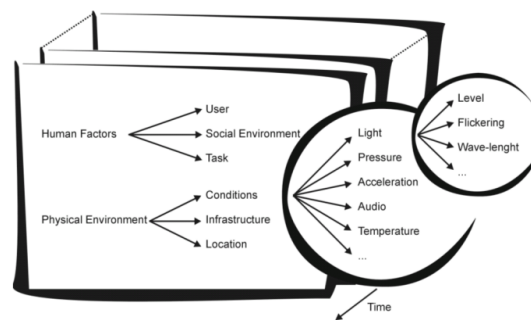 Human Factors
User
Social Environment
Task
Physical Environment
Conditions
Infrastructure
Location
Light
Pressure
Acceleration
Audio
Temperature
...
Level
Flickering
Wave-lenght
...
Time